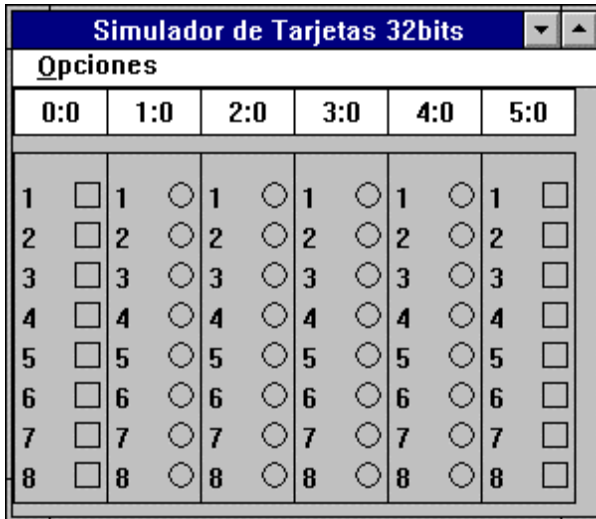 Simulador de Tarjetas 32bits
Opciones
0:0 1:0 2:0 3:0 4:0 5:0
1 1 1 1 1 1
2 2 2 2 2 2
3 3 3 3 3 3
4 4 4 4 4 4
5 5 5 5 5 5
6 6 6 6 6 6
7 7 7 7 7 7
8 8 8 8 8 8